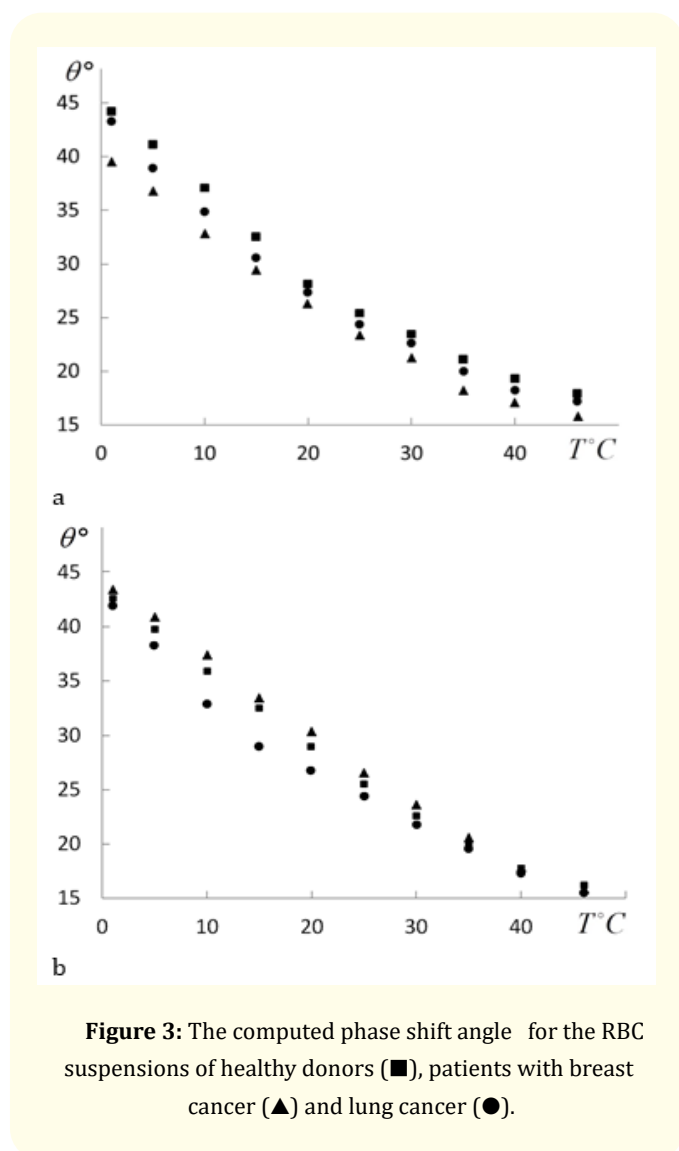 θ°
45
40
35
30
25
20
15
0 10 20 30 40 T°C
a
θ°
45
40
35
30
25
20
15
0 10 20 30 40 T°C
b
Figure 3: The computed phase shift angle for the RBC
suspensions of healthy donors (■), patients with breast
cancer (▲) and lung cancer (●).